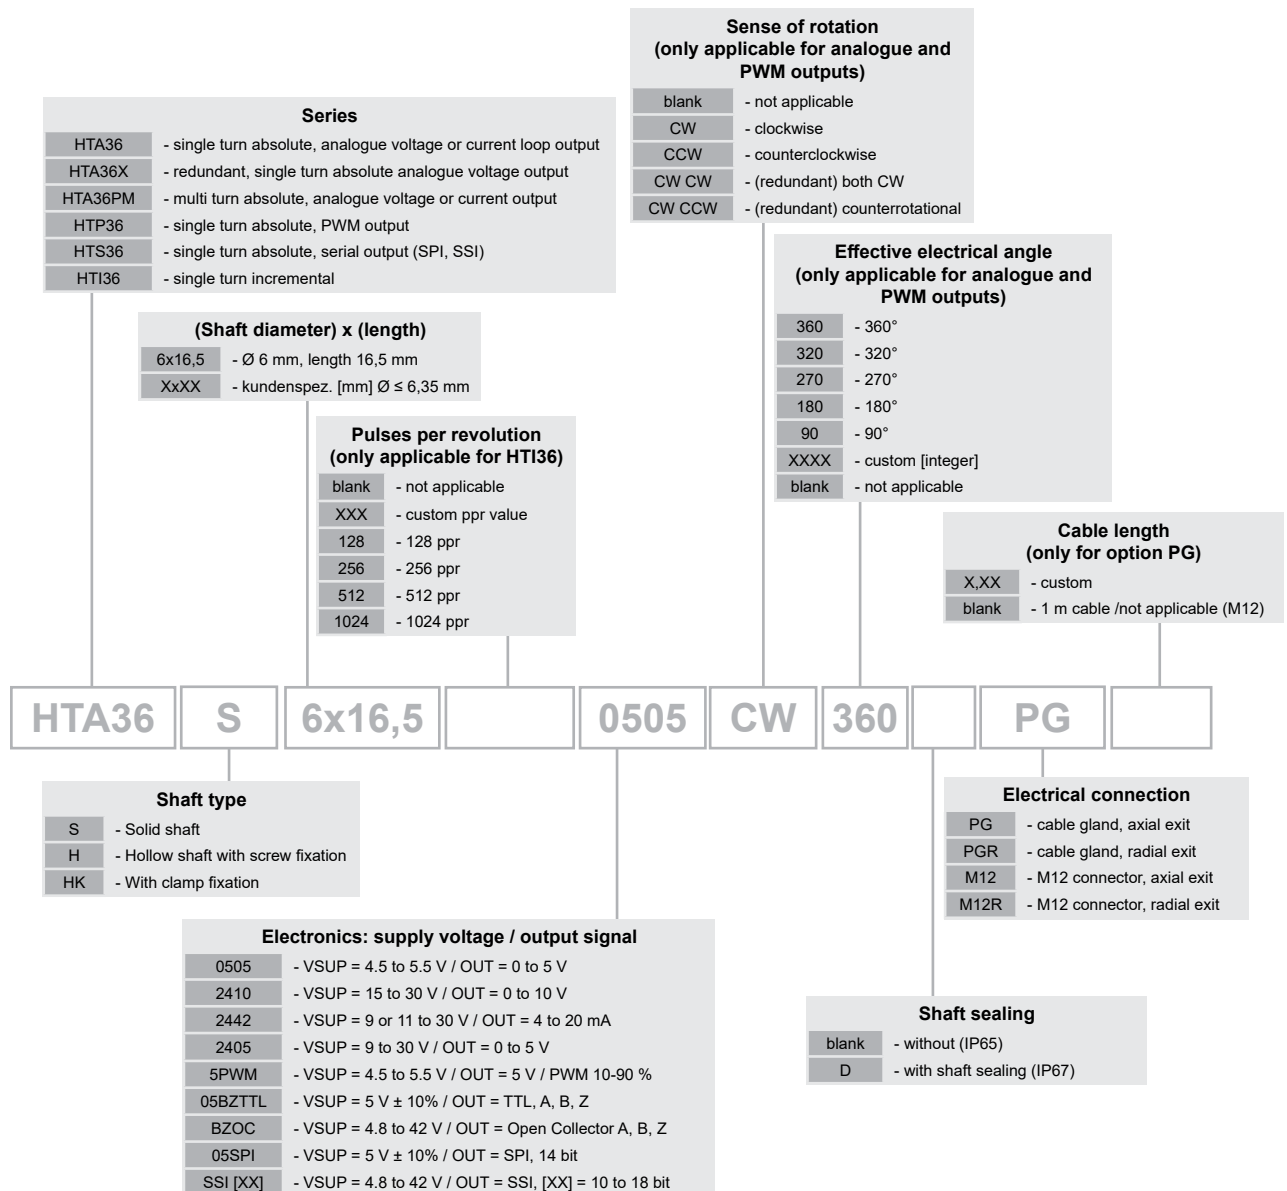 Sense of rotation
(only applicable for analogue and
PWM outputs)
blank - not applicable
CW - clockwise
CCW - counterclockwise
CW CW - (redundant) both CW
CW CCW - (redundant) counterrotational
Series
HTA36 - single turn absolute, analogue voltage or current loop output
HTA36X - redundant, single turn absolute analogue voltage output
HTA36PM - multi turn absolute, analogue voltage or current output
HTP36 - single turn absolute, PWM output
HTS36 - single turn absolute, serial output (SPI, SSI)
HTI36 - single turn incremental
Effective electrical angle
(only applicable for analogue and
PWM outputs)
360 - 360°
320 - 320°
270 - 270°
180 - 180°
90 - 90°
XXXX - custom [integer]
blank - not applicable
(Shaft diameter) x (length)
6x16,5 - Ø 6 mm, length 16,5 mm
XxXX - kundenspez. [mm] Ø ≤ 6,35 mm
Pulses per revolution
(only applicable for HTI36)
blank - not applicable
XXX - custom ppr value
128 - 128 ppr
256 - 256 ppr
512 - 512 ppr
1024 - 1024 ppr
Cable length
(only for option PG)
X,XX - custom
blank - 1 m cable /not applicable (M12)
HTA36 S 6x16,5 0505 CW 360 PG
Shaft type
S - Solid shaft
H - Hollow shaft with screw fixation
HK - With clamp fixation
Electrical connection
PG - cable gland, axial exit
PGR - cable gland, radial exit
M12 - M12 connector, axial exit
M12R - M12 connector, radial exit
Electronics: supply voltage / output signal
0505 - VSUP = 4.5 to 5.5 V / OUT = 0 to 5 V
2410 - VSUP = 15 to 30 V / OUT = 0 to 10 V
2442 - VSUP = 9 or 11 to 30 V / OUT = 4 to 20 mA
2405 - VSUP = 9 to 30 V / OUT = 0 to 5 V
5PWM - VSUP = 4.5 to 5.5 V / OUT = 5 V / PWM 10-90 %
05BZTTL - VSUP = 5 V ± 10% / OUT = TTL, A, B, Z
BZOC - VSUP = 4.8 to 42 V / OUT = Open Collector A, B, Z
05SPI - VSUP = 5 V ± 10% / OUT = SPI, 14 bit
SSI [XX] - VSUP = 4.8 to 42 V / OUT = SSI, [XX] = 10 to 18 bit
Shaft sealing
blank - without (IP65)
D - with shaft sealing (IP67)